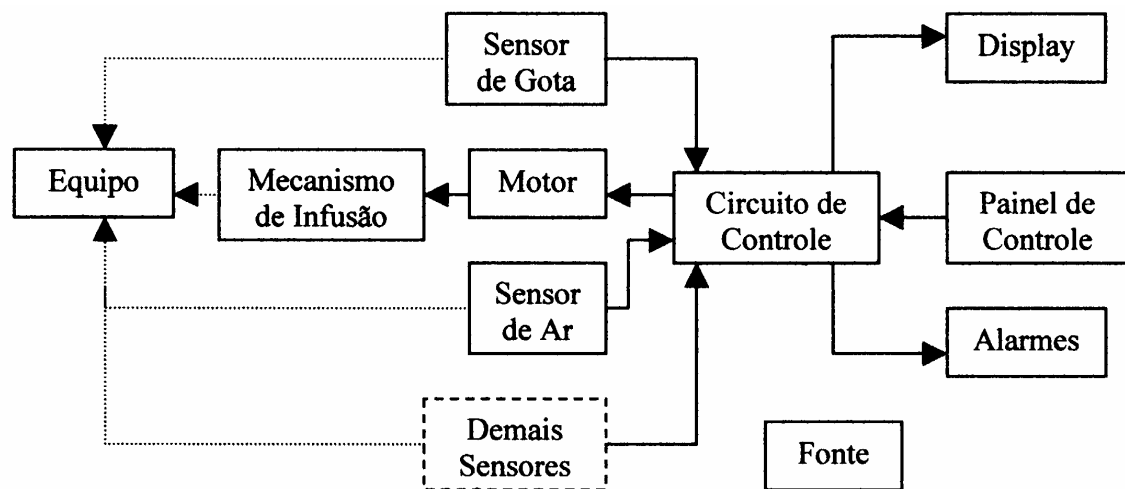 Sensor
de Gota
Display
Equipo
Mecanismo
de Infusão
Motor
Circuito de
Controle
Painel de
Controle
Sensor
de Ar
Alarmes
Demais
Sensores
Fonte